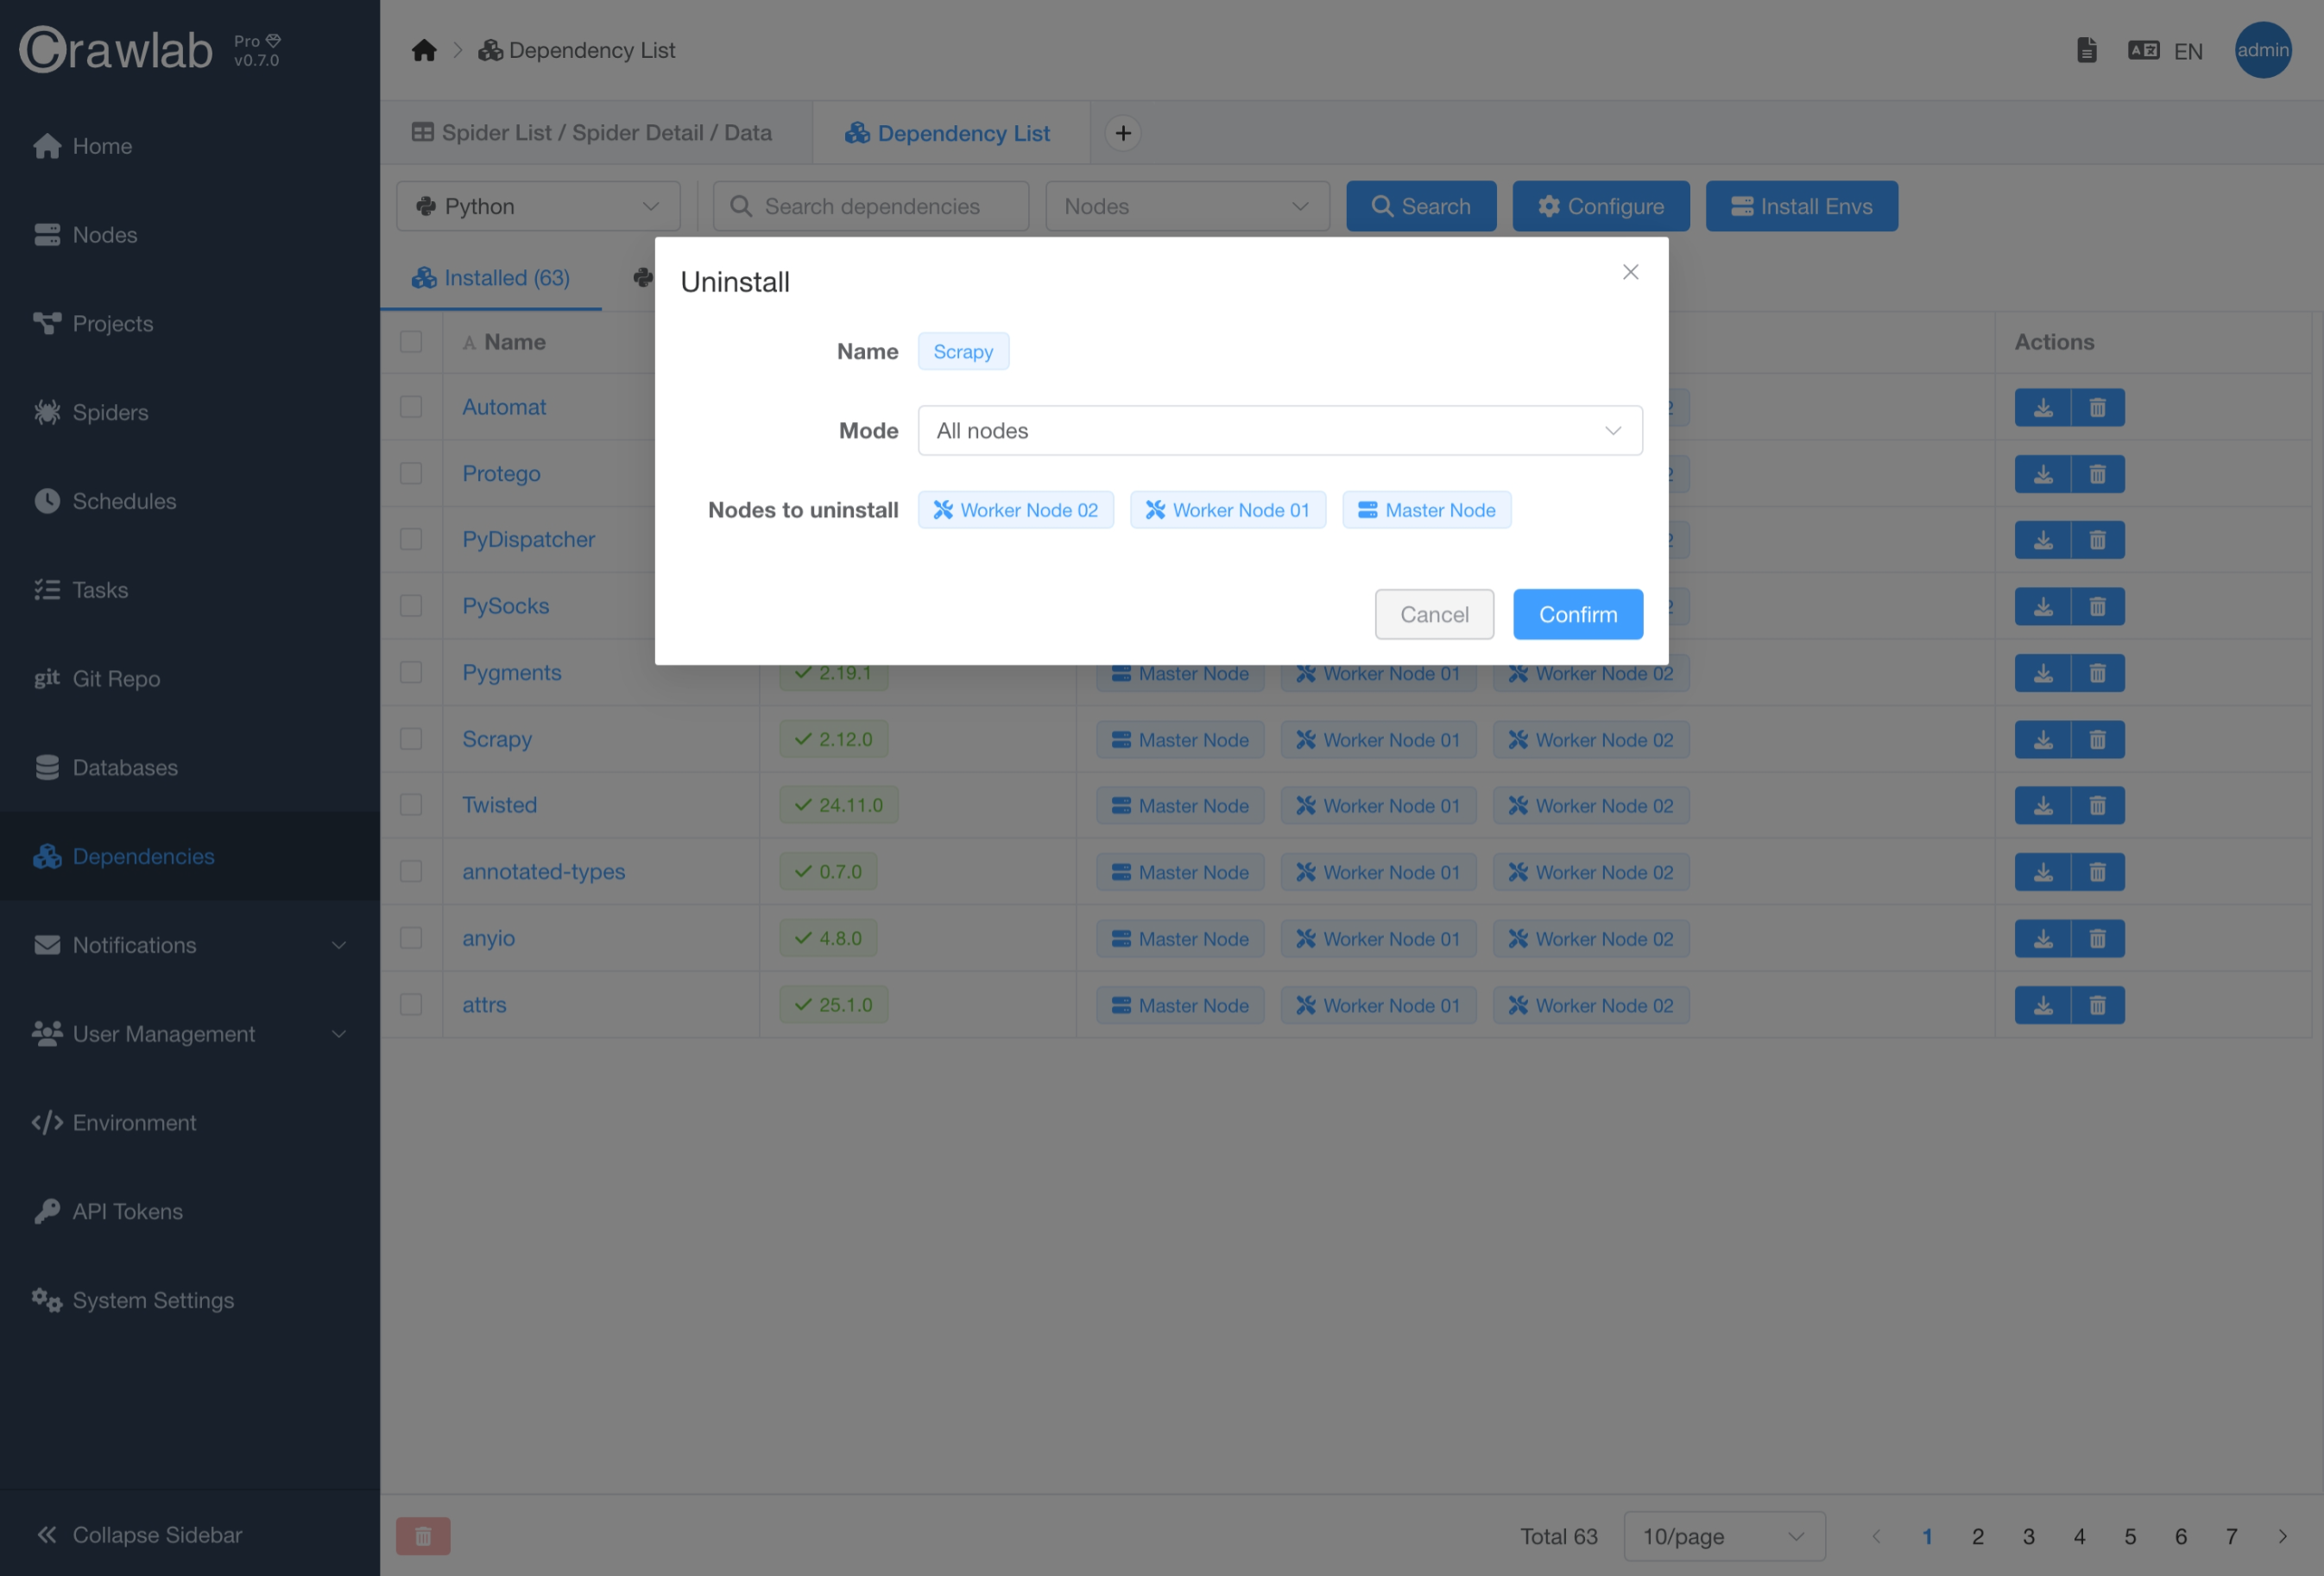 Crawlab Pro v0.7.0
Home
Nodes
Projects
Spiders
Schedules
Tasks
git Git Repo
Databases
Dependencies
Notifications
User Management
Environment
API Tokens
System Settings
Collapse Sidebar
Dependency List
EN
admin
Spider List / Spider Detail / Data
Dependency List
Python
Search dependencies
Nodes
Search
Configure
Install Envs
Installed (63)
Uninstall
Name Scrapy
Mode All nodes
Nodes to uninstall Worker Node 02 Worker Node 01 Master Node
Cancel Confirm
A Name Actions
Automat 2
Protego 2
PyDispatcher 2
PySocks 2
Pygments 2.19.1 Master Node Worker Node 01 Worker Node 02
Scrapy 2.12.0 Master Node Worker Node 01 Worker Node 02
Twisted 24.11.0 Master Node Worker Node 01 Worker Node 02
annotated-types 0.7.0 Master Node Worker Node 01 Worker Node 02
anyio 4.8.0 Master Node Worker Node 01 Worker Node 02
attrs 25.1.0 Master Node Worker Node 01 Worker Node 02
Total 63 10/page 1 2 3 4 5 6 7